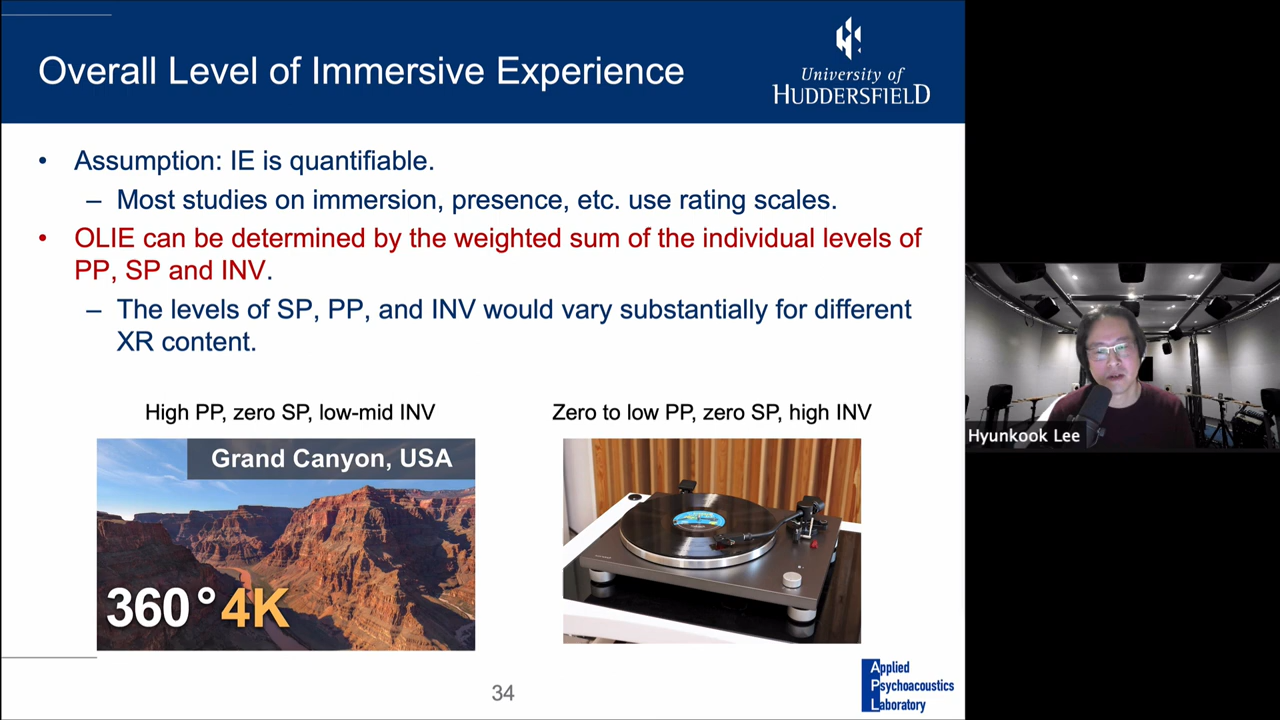 Overall Level of Immersive Experience
University of
HUDDERSFIELD
• Assumption: IE is quantifiable.
– Most studies on immersion, presence, etc. use rating scales.
• OLIE can be determined by the weighted sum of the individual levels of
PP, SP and INV.
– The levels of SP, PP, and INV would vary substantially for different
XR content.
High PP, zero SP, low-mid INV
Zero to low PP, zero SP, high INV
Grand Canyon, USA
360° 4K
Hyunkook Lee
34
Applied
Psychoacoustics
Laboratory